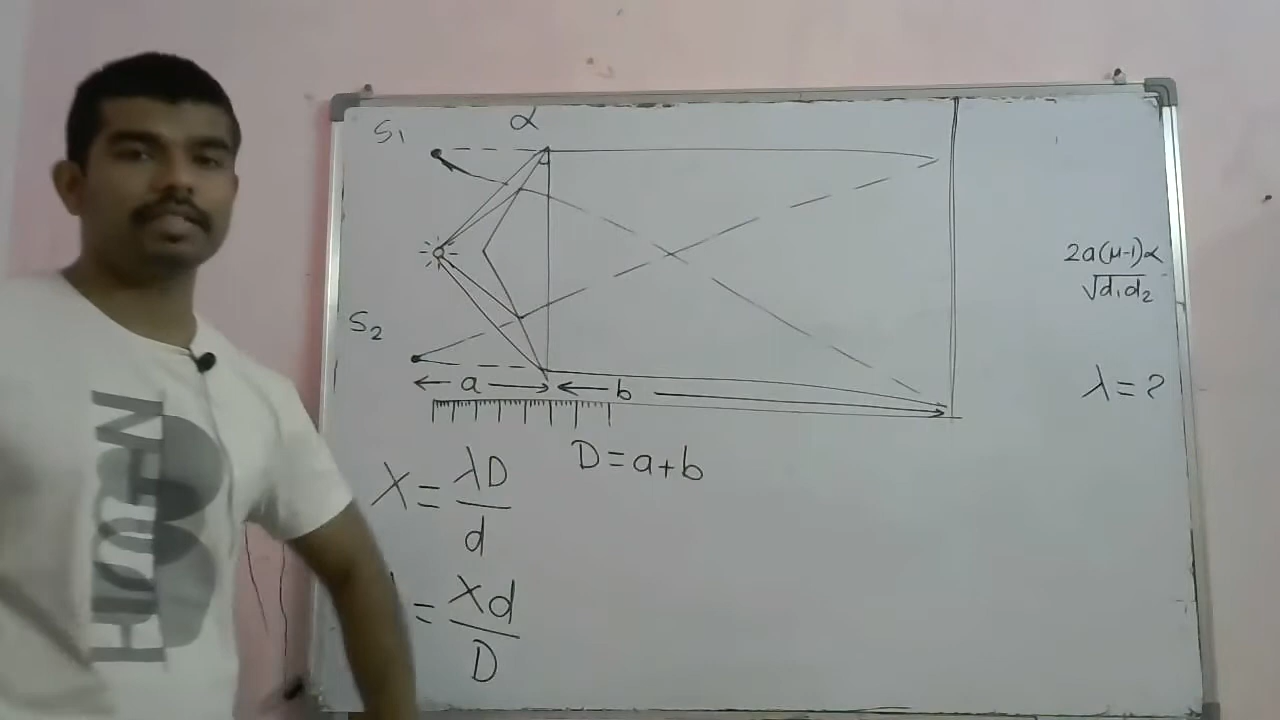 S1 α
S2
← a → ← b →
D = a + b
X = λD / d
= Xd / D
2a(μ-1)α
√d1d2
λ = ?